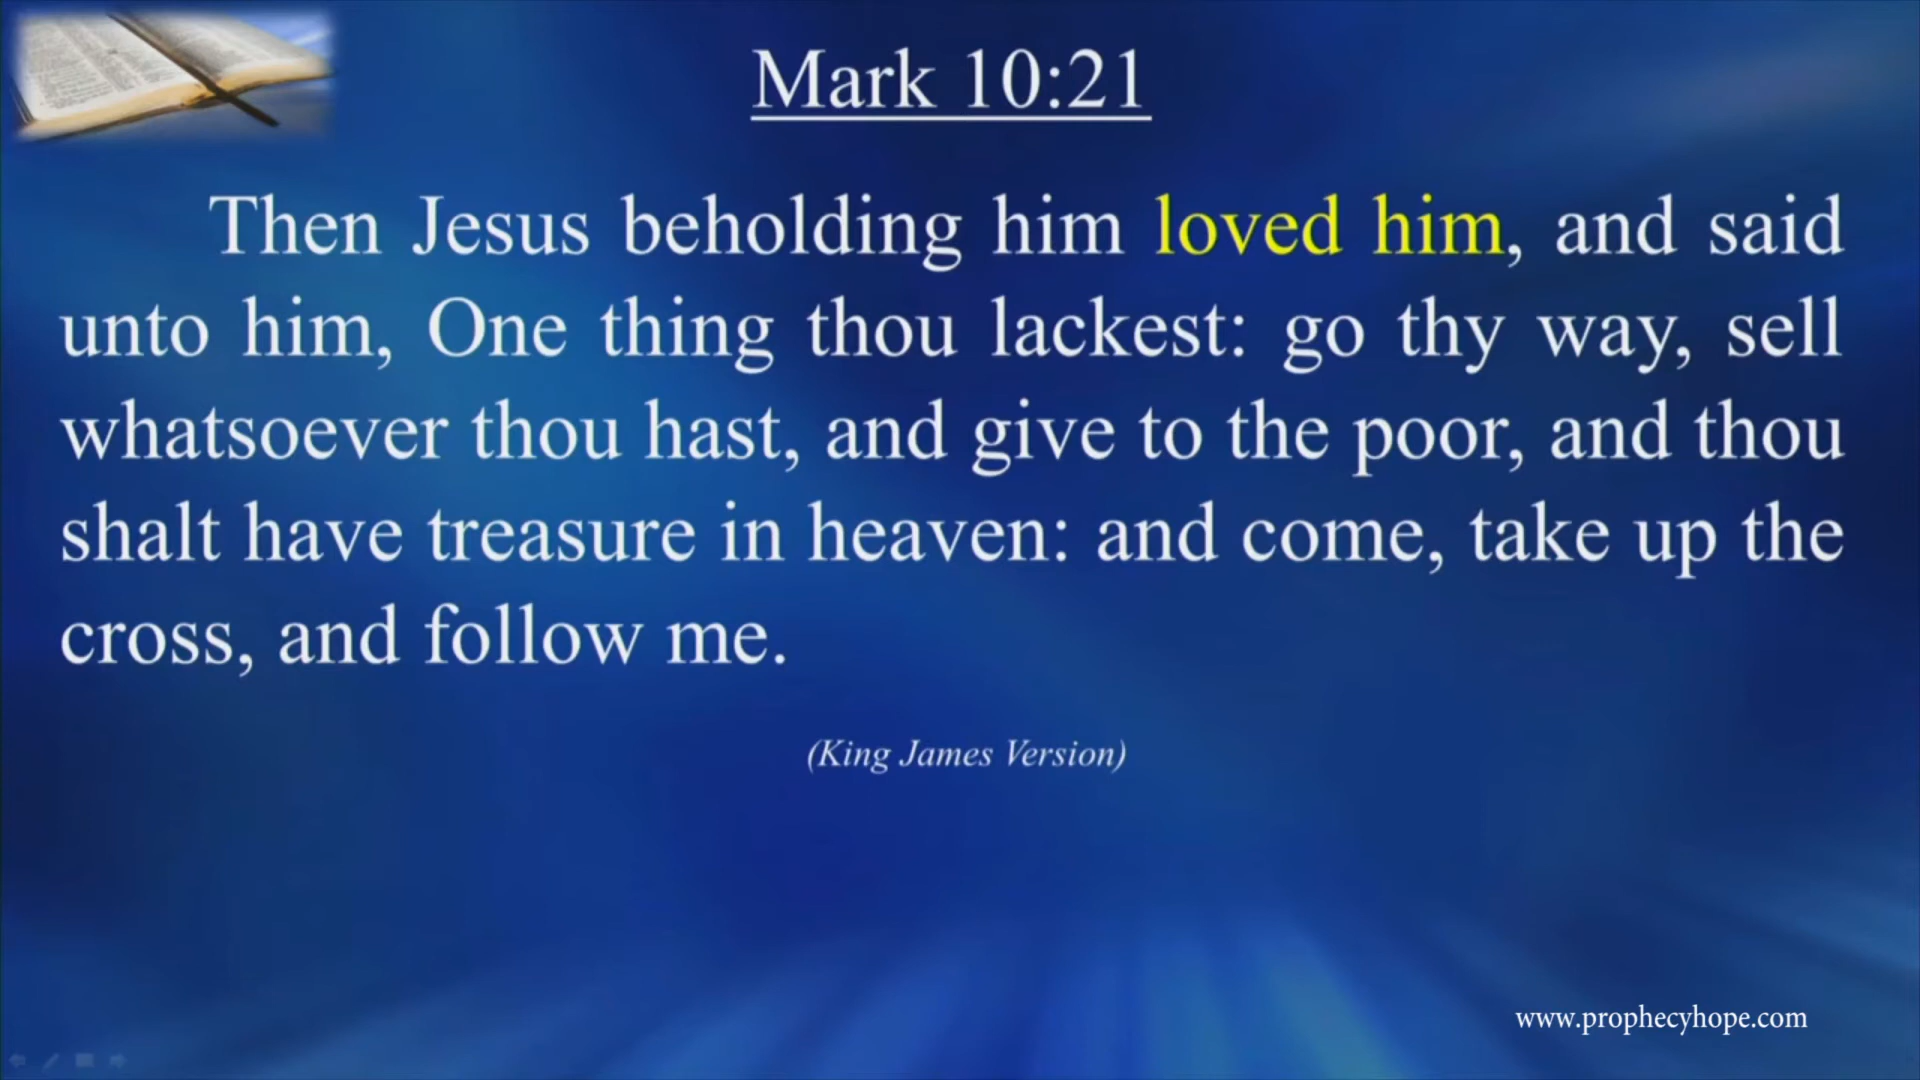 Mark 10:21
Then Jesus beholding him loved him, and said
unto him, One thing thou lackest: go thy way, sell
whatsoever thou hast, and give to the poor, and thou
shalt have treasure in heaven: and come, take up the
cross, and follow me.
(King James Version)
www.prophecyhope.com